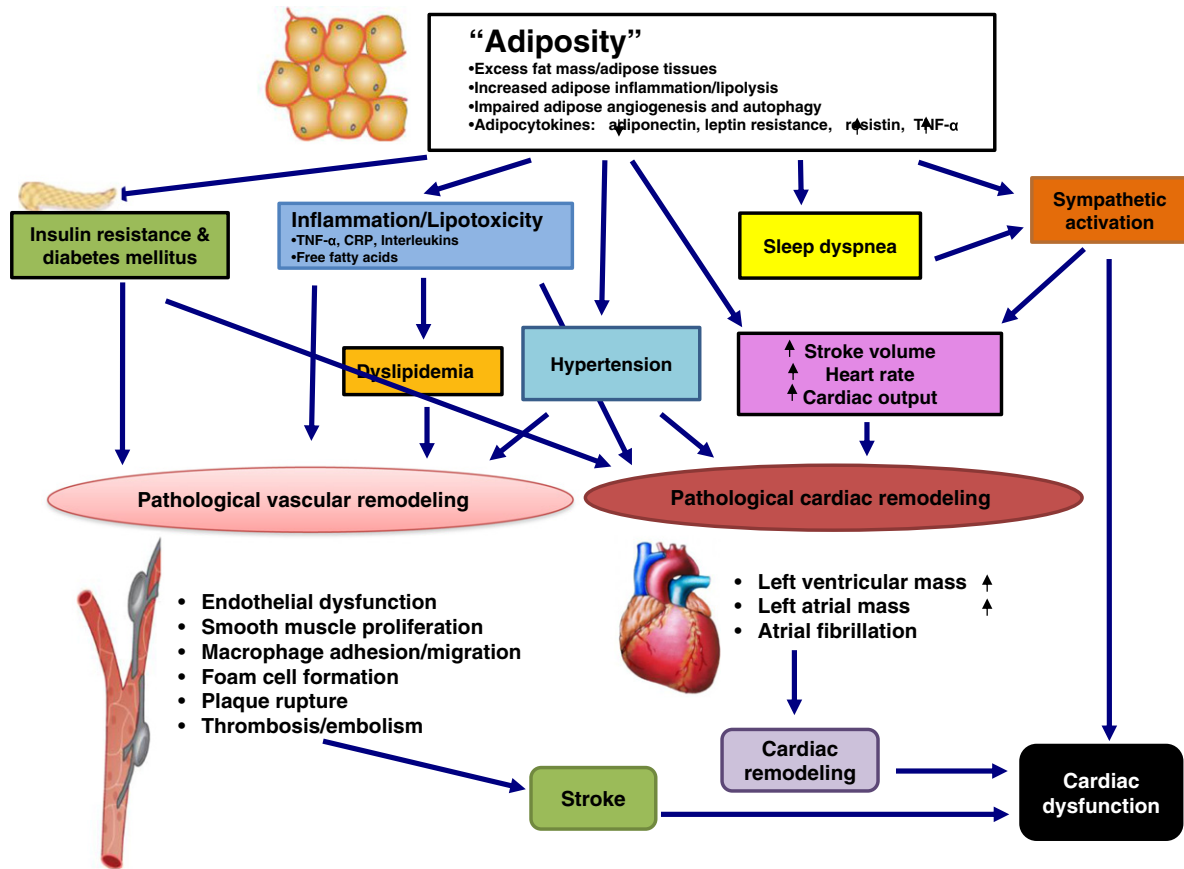 “Adiposity”
•Excess fat mass/adipose tissues
•Increased adipose inflammation/lipolysis
•Impaired adipose angiogenesis and autophagy
•Adipocytokines: adiponectin, leptin resistance, resistin, TNF-α
Insulin resistance &
diabetes mellitus
Inflammation/Lipotoxicity
•TNF-α, CRP, Interleukins
•Free fatty acids
Sleep dyspnea
Sympathetic
activation
Dyslipidemia
Hypertension
Stroke volume
Heart rate
Cardiac output
Pathological vascular remodeling
Pathological cardiac remodeling
• Endothelial dysfunction
• Smooth muscle proliferation
• Macrophage adhesion/migration
• Foam cell formation
• Plaque rupture
• Thrombosis/embolism
• Left ventricular mass
• Left atrial mass
• Atrial fibrillation
Cardiac
remodeling
Stroke
Cardiac
dysfunction